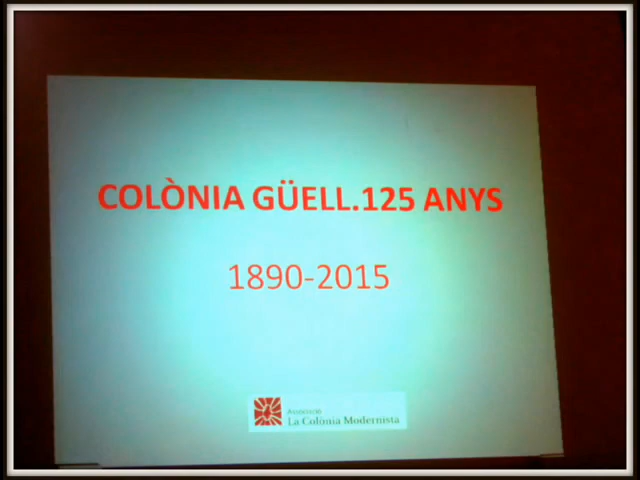 COLÒNIA GÜELL.125 ANYS
1890-2015
Associació
La Colònia Modernista